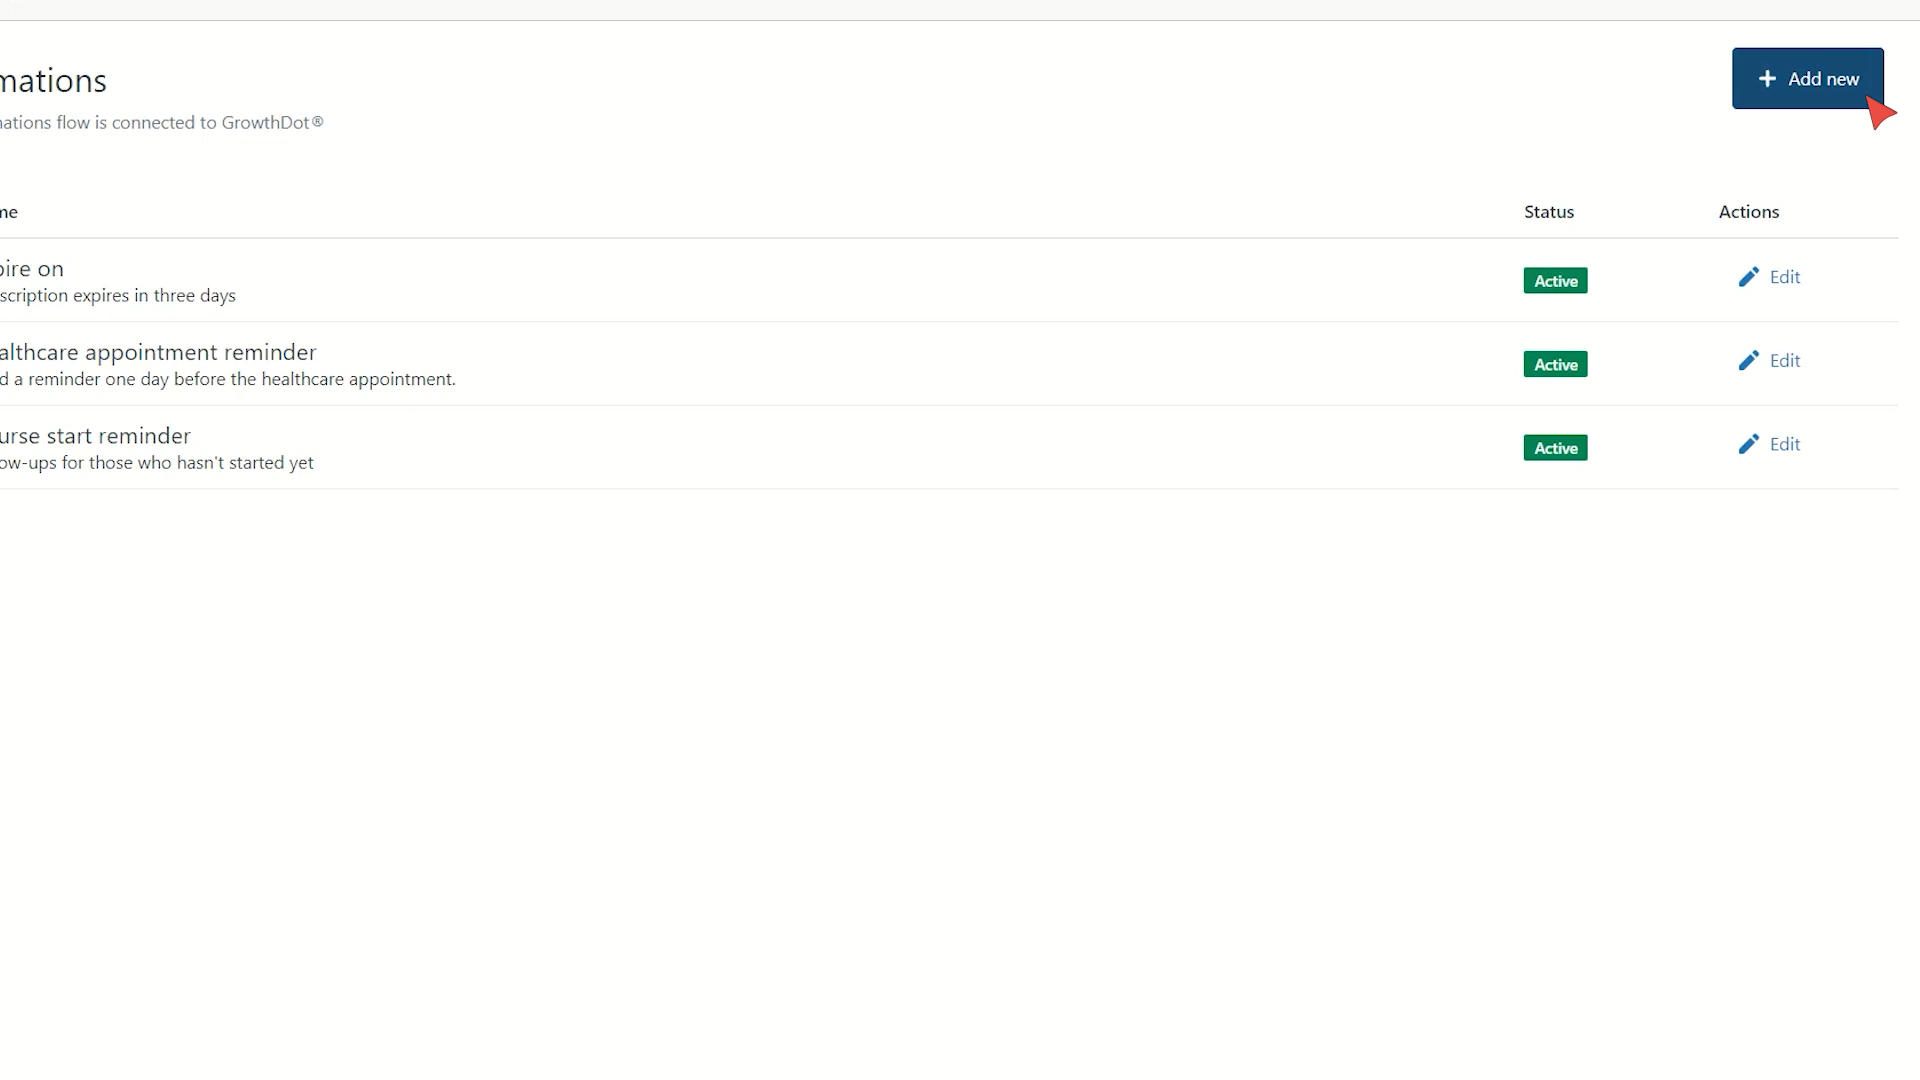 mations
nations flow is connected to GrowthDot®
+ Add new
me
Status
Actions
pire on
scription expires in three days
Active
Edit
althcare appointment reminder
d a reminder one day before the healthcare appointment.
Active
Edit
urse start reminder
ow-ups for those who hasn't started yet
Active
Edit